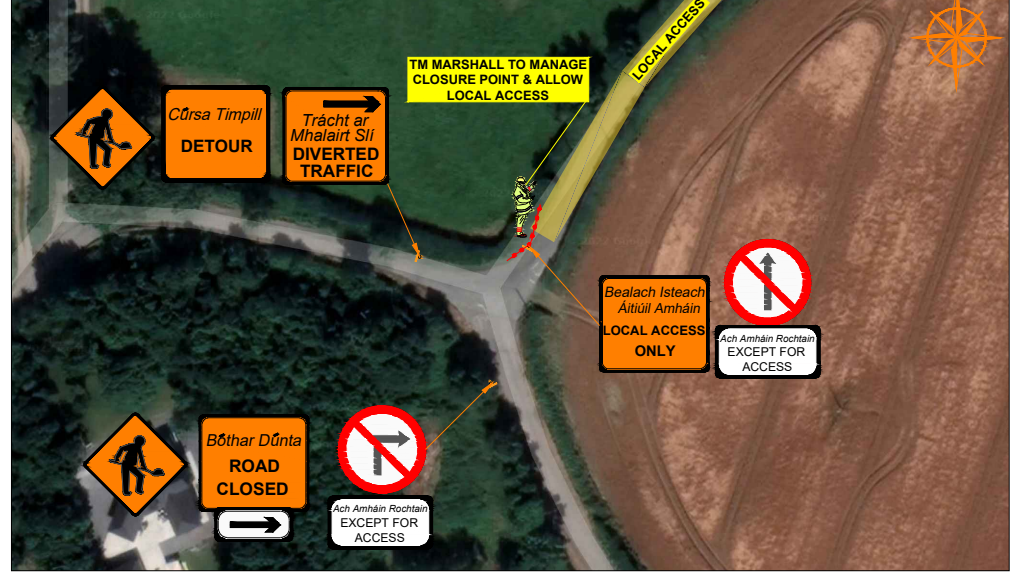 LOCAL ACCESS
TM MARSHALL TO MANAGE
CLOSURE POINT & ALLOW
LOCAL ACCESS
Cúrsa Timpill
DETOUR
Trácht ar
Mhalairt Slí
DIVERTED
TRAFFIC
Bealach Isteach
Áitiúil Amháin
LOCAL ACCESS
ONLY
Ach Amháin Rochtain
EXCEPT FOR
ACCESS
Bóthar Dúnta
ROAD
CLOSED
Ach Amháin Rochtain
EXCEPT FOR
ACCESS